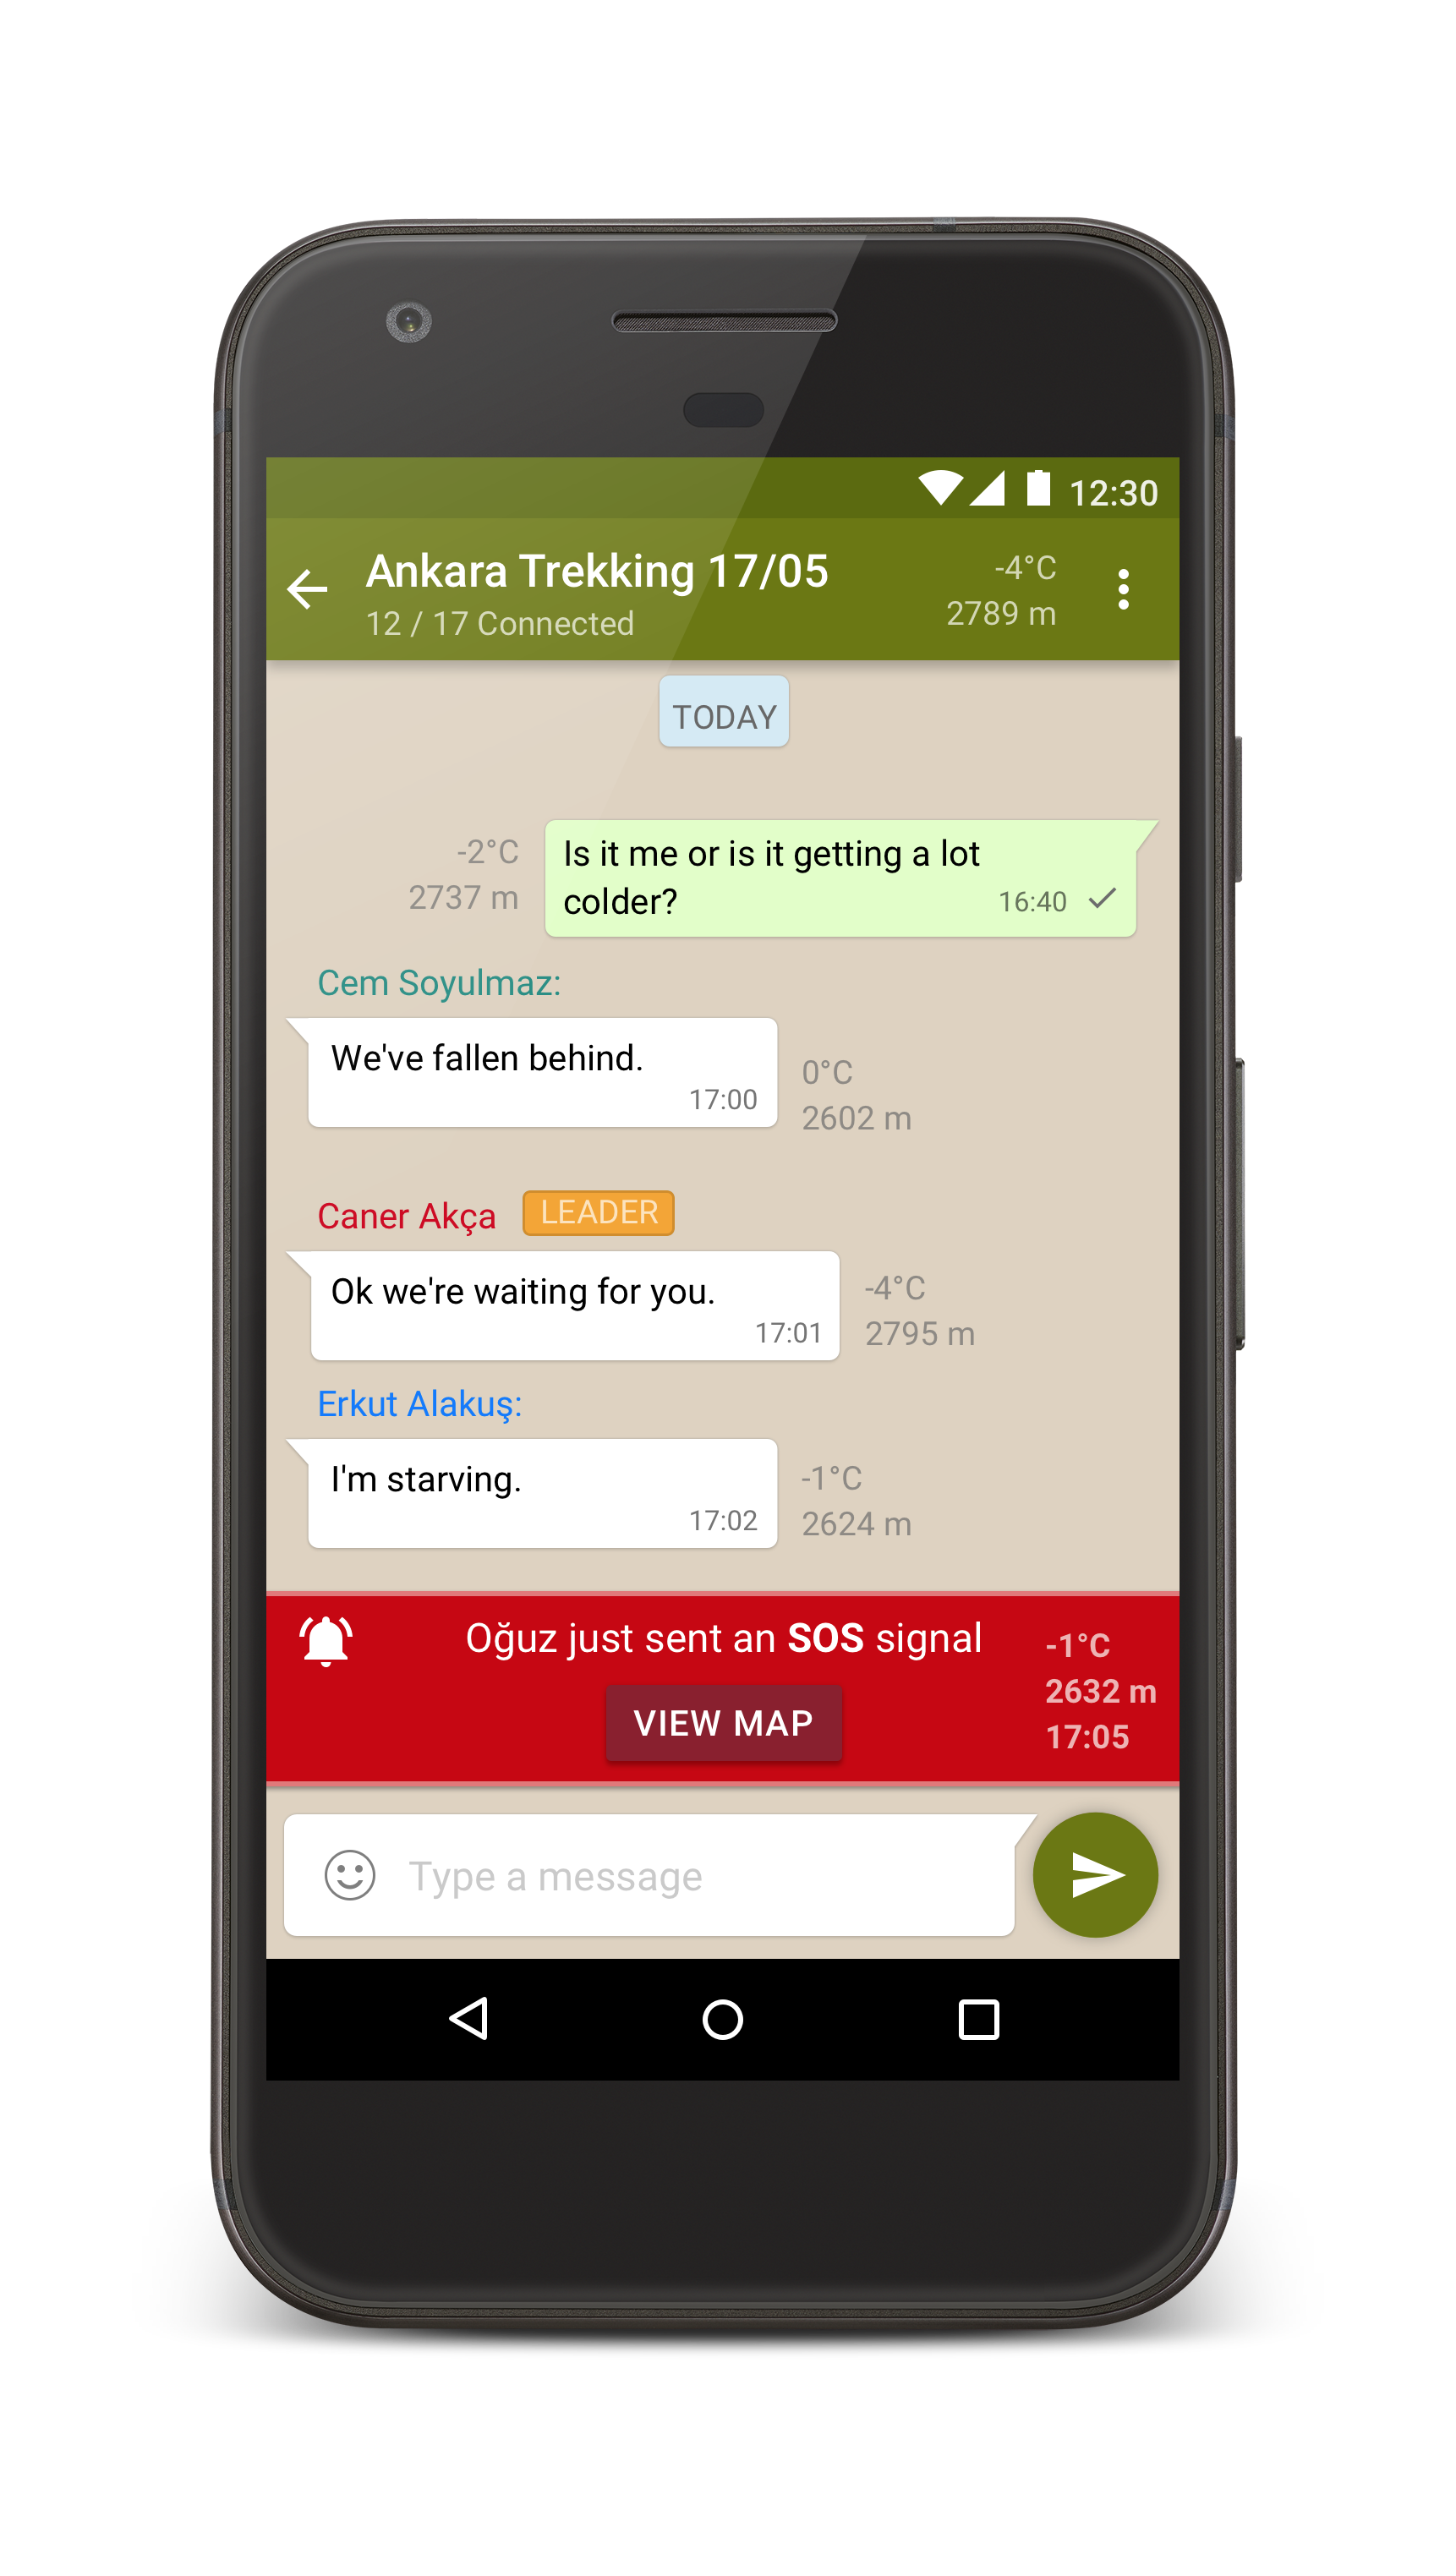 12:30
Ankara Trekking 17/05
12 / 17 Connected
-4°C
2789 m
TODAY
-2°C
2737 m
Is it me or is it getting a lot
colder?
16:40
Cem Soyulmaz:
We've fallen behind.
17:00
0°C
2602 m
Caner Akça
LEADER
Ok we're waiting for you.
17:01
-4°C
2795 m
Erkut Alakuş:
I'm starving.
17:02
-1°C
2624 m
Oğuz just sent an SOS signal
VIEW MAP
-1°C
2632 m
17:05
Type a message